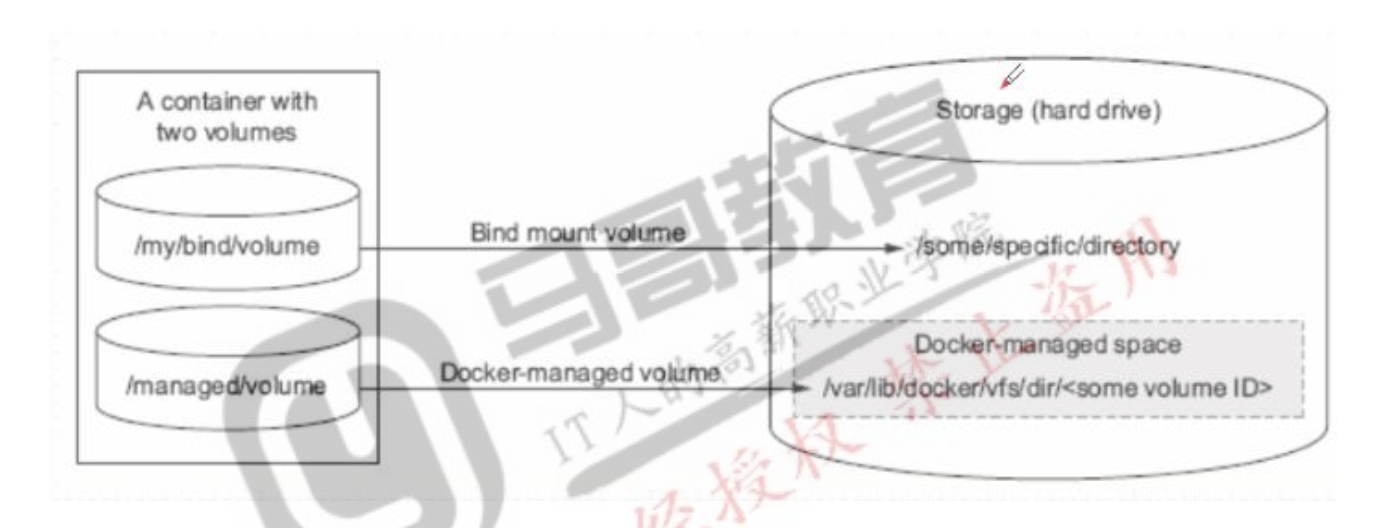 A container with
two volumes
/my/bind/volume
/managed/volume
Bind mount volume
Docker-managed volume
Storage (hard drive)
/some/specific/directory
Docker-managed space
/var/lib/docker/vfs/dir/<some volume ID>
马哥教育
IT人的高薪职业学院
经授权 禁止盗用